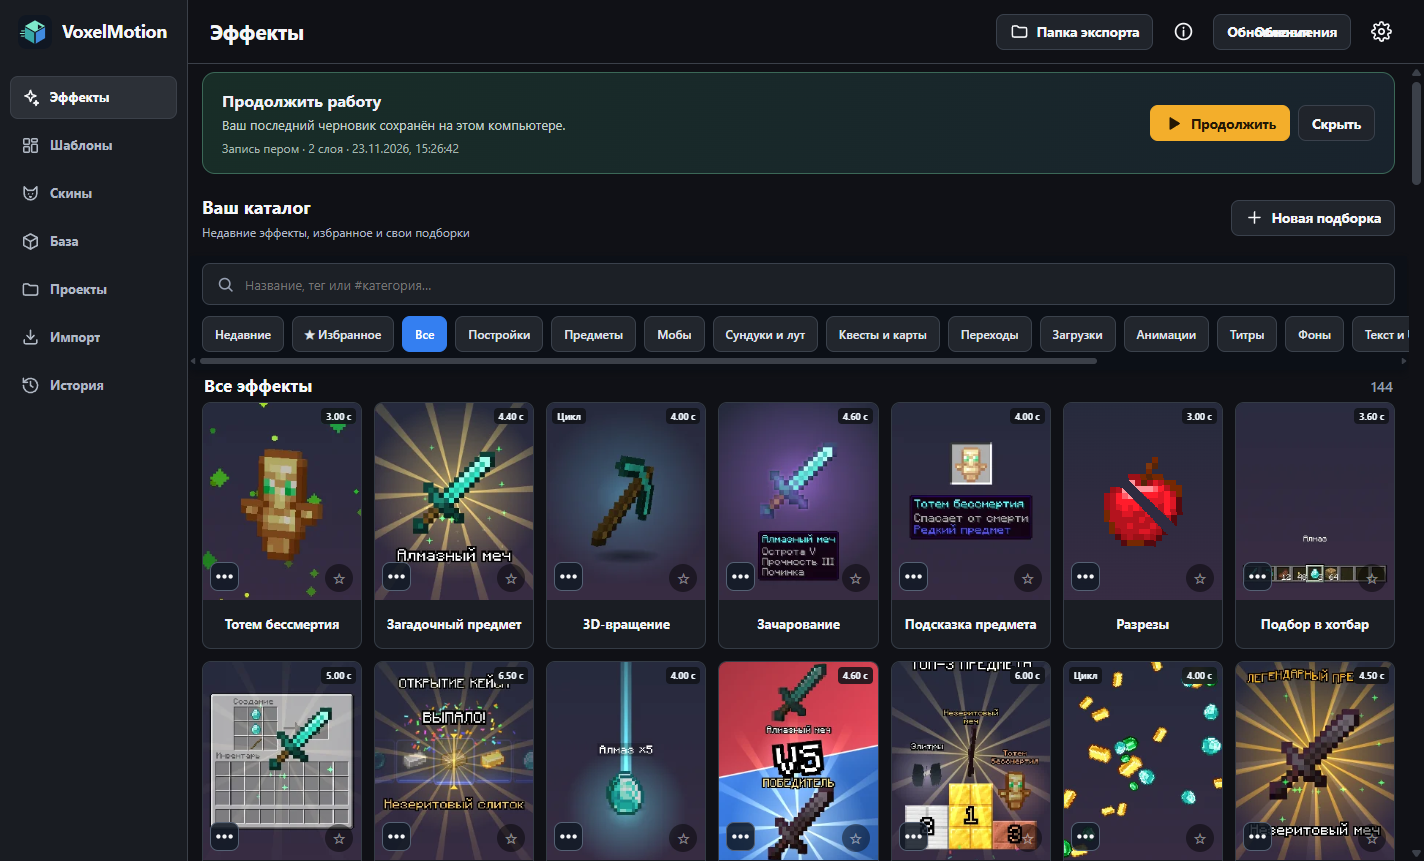 VoxelMotion
Эффекты
Шаблоны
Скины
База
Проекты
Импорт
История
Эффекты
Папка экспорта
Обновления
Продолжить работу
Ваш последний черновик сохранён на этом компьютере.
Запись пером · 2 слоя · 23.11.2026, 15:26:42
Продолжить
Скрыть
Ваш каталог
Недавние эффекты, избранное и свои подборки
Новая подборка
Название, тег или #категория...
Недавние
★ Избранное
Все
Постройки
Предметы
Мобы
Сундуки и лут
Квесты и карты
Переходы
Загрузки
Анимации
Титры
Фоны
Текст и
Все эффекты
144
3.00 с
Тотем бессмертия
4.40 с
Алмазный меч
Загадочный предмет
Цикл
4.00 с
3D-вращение
4.60 с
Алмазный меч
Острота V
Прочность III
Починка
Зачарование
4.00 с
Тотем бессмертия
Спасает от смерти
Редкий предмет
Подсказка предмета
3.00 с
Разрезы
3.60 с
Алмаз
12
64
Подбор в хотбар
5.00 с
Создание
Инвентарь
6.50 с
ОТКРЫТИЕ КЕЙСА
ВЫПАЛО!
Незеритовый слиток
4.00 с
Алмаз x5
4.60 с
Алмазный меч
VS
ПОБЕДИТЕЛЬ
6.00 с
ТОП-3 ПРЕДМЕТА
Незеритовый
меч
Элитры
Тотем
бессмертия
2
1
3
Цикл
4.00 с
4.50 с
ЛЕГЕНДАРНЫЙ ПРЕ
Незеритовый меч